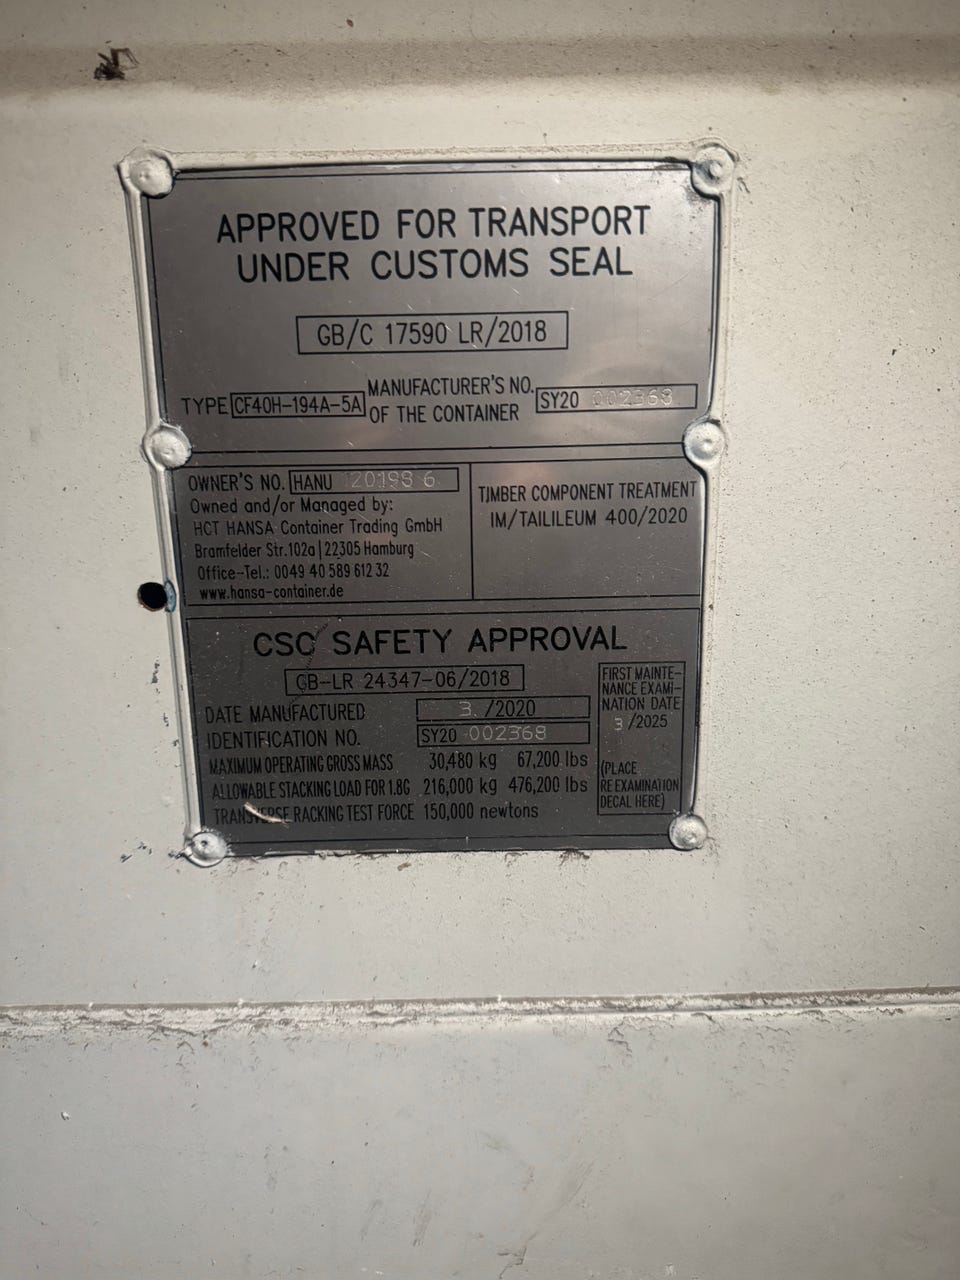 APPROVED FOR TRANSPORT
UNDER CUSTOMS SEAL
GB/C 17590 LR/2018
TYPE CF40H-194A-5A MANUFACTURER'S NO. OF THE CONTAINER SY20 002368
OWNER'S NO. HANU 120198 6
Owned and/or Managed by:
HCT HANSA Container Trading GmbH
Bramfelder Str.102a | 22305 Hamburg
Office-Tel.: 0049 40 589 612 32
www.hansa-container.de
TIMBER COMPONENT TREATMENT
IM/TAILILEUM 400/2020
CSC SAFETY APPROVAL
GB-LR 24347-06/2018
DATE MANUFACTURED 3 /2020
IDENTIFICATION NO. SY20 002368
MAXIMUM OPERATING GROSS MASS 30,480 kg 67,200 lbs
ALLOWABLE STACKING LOAD FOR 1.8G 216,000 kg 476,200 lbs
TRANSVERSE RACKING TEST FORCE 150,000 newtons
FIRST MAINTE-
NANCE EXAMI-
NATION DATE
3 /2025
(PLACE
RE EXAMINATION
DECAL HERE)